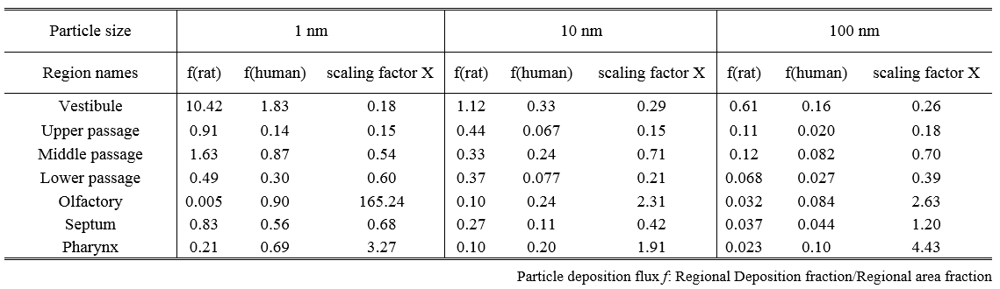 Particle size 1 nm 10 nm 100 nm
Region names f(rat) f(human) scaling factor X f(rat) f(human) scaling factor X f(rat) f(human) scaling factor X
Vestibule 10.42 1.83 0.18 1.12 0.33 0.29 0.61 0.16 0.26
Upper passage 0.91 0.14 0.15 0.44 0.067 0.15 0.11 0.020 0.18
Middle passage 1.63 0.87 0.54 0.33 0.24 0.71 0.12 0.082 0.70
Lower passage 0.49 0.30 0.60 0.37 0.077 0.21 0.068 0.027 0.39
Olfactory 0.005 0.90 165.24 0.10 0.24 2.31 0.032 0.084 2.63
Septum 0.83 0.56 0.68 0.27 0.11 0.42 0.037 0.044 1.20
Pharynx 0.21 0.69 3.27 0.10 0.20 1.91 0.023 0.10 4.43
Particle deposition flux f: Regional Deposition fraction/Regional area fraction